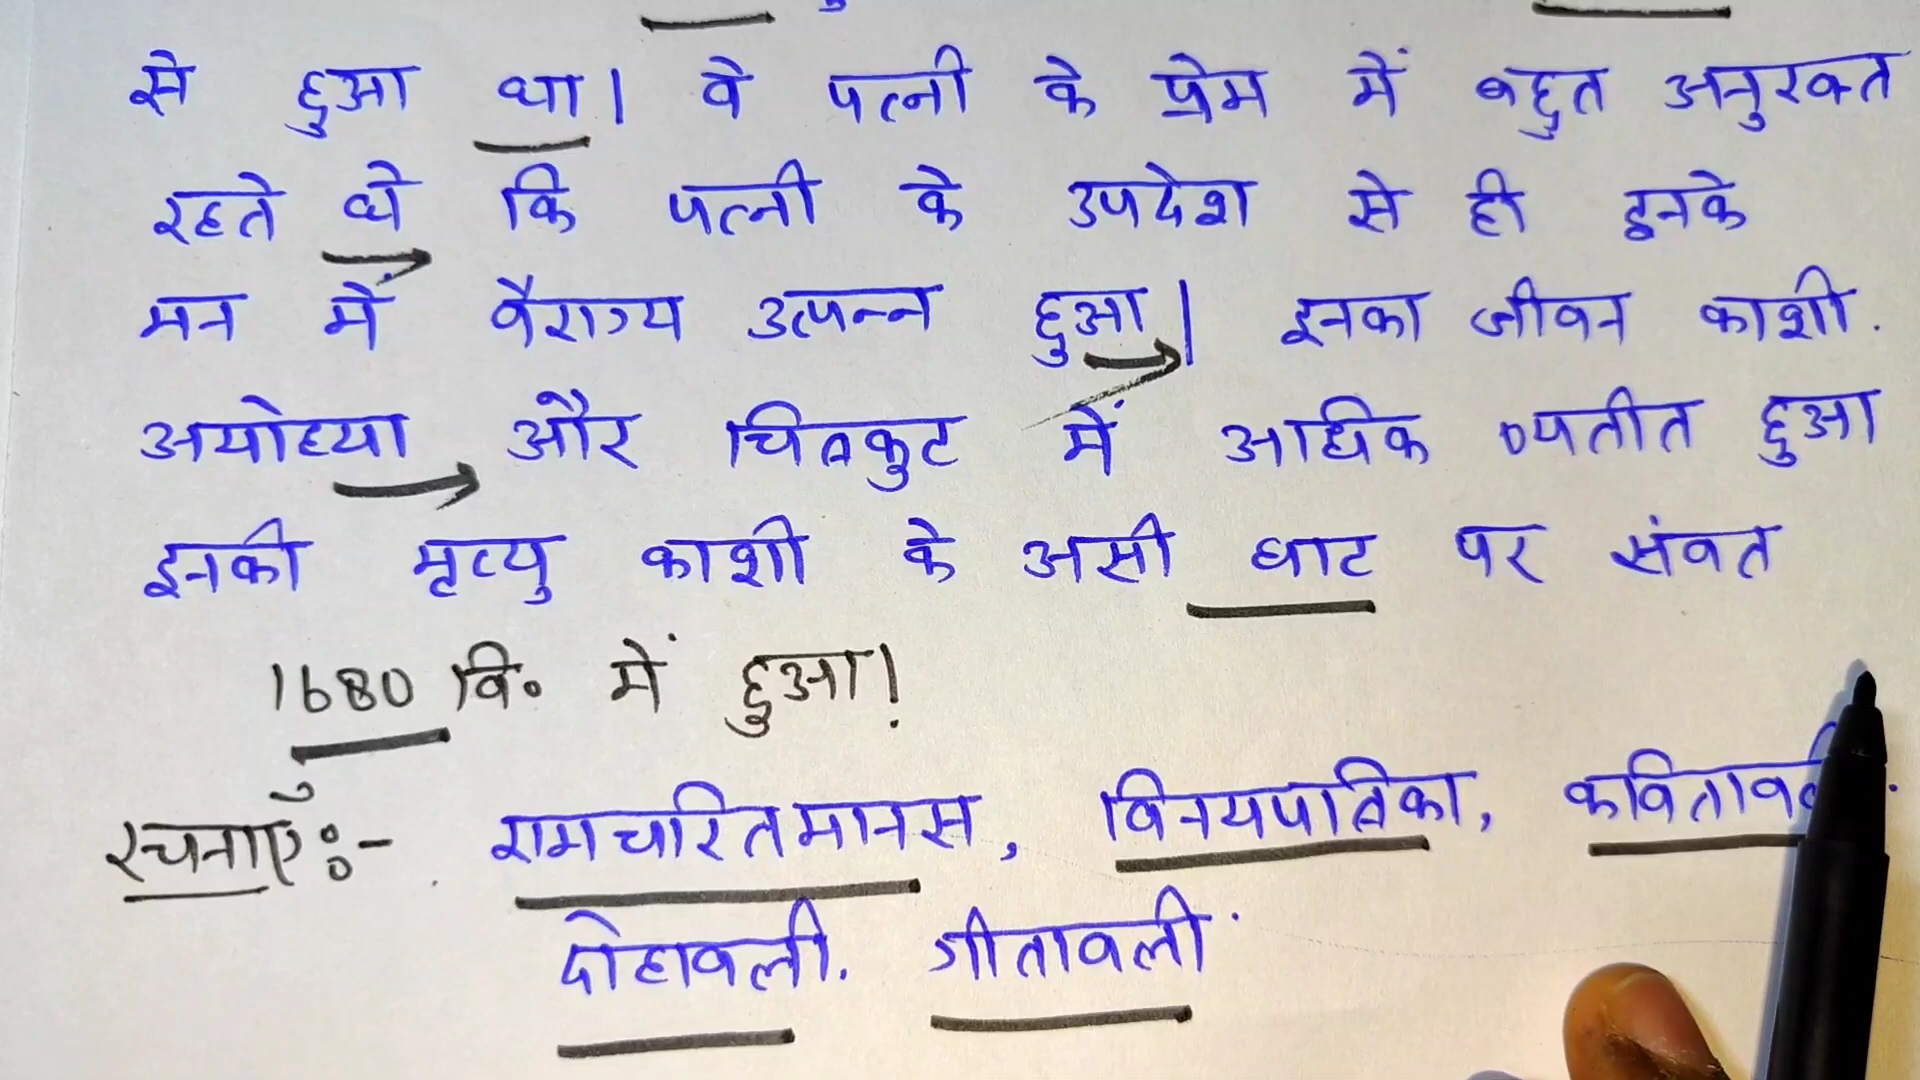 से हुआ था। वे पत्नी के प्रेम में बहुत अनुरक्त
रहते थे कि पत्नी के उपदेश से ही इनके
मन में वैराग्य उत्पन्न हुआ। इनका जीवन काशी.
अयोध्या और चित्रकुट में अधिक व्यतीत हुआ
इनकी मृत्यु काशी के असी घाट पर संवत
1680 वि॰ में हुआ!
रचनाएँ:- रामचरितमानस, विनयपत्रिका, कवितावली.
दोहावली. गीतावली